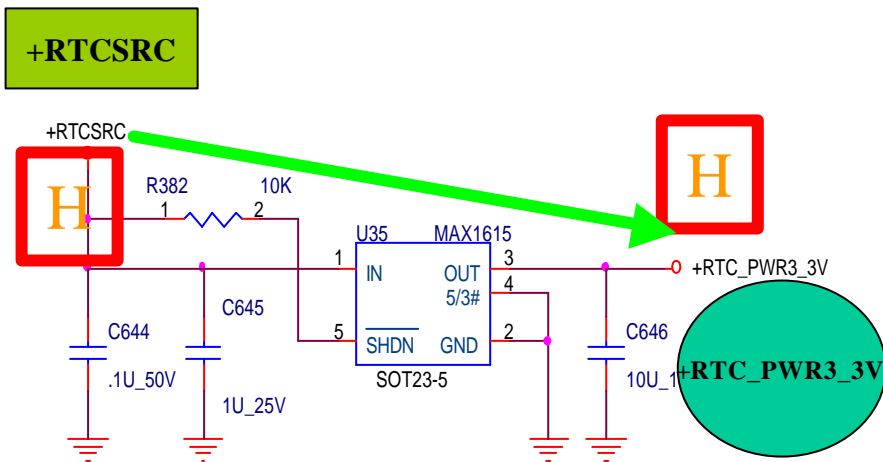 +RTCSRC
+RTCSRC
H
H
R382
10K
1
2
U35
MAX1615
1
IN
OUT
3
+RTC_PWR3_3V
5/3#
4
C645
C644
5
SHDN
GND
2
C646
.1U_50V
SOT23-5
10U_1
+RTC_PWR3_3V
1U_25V